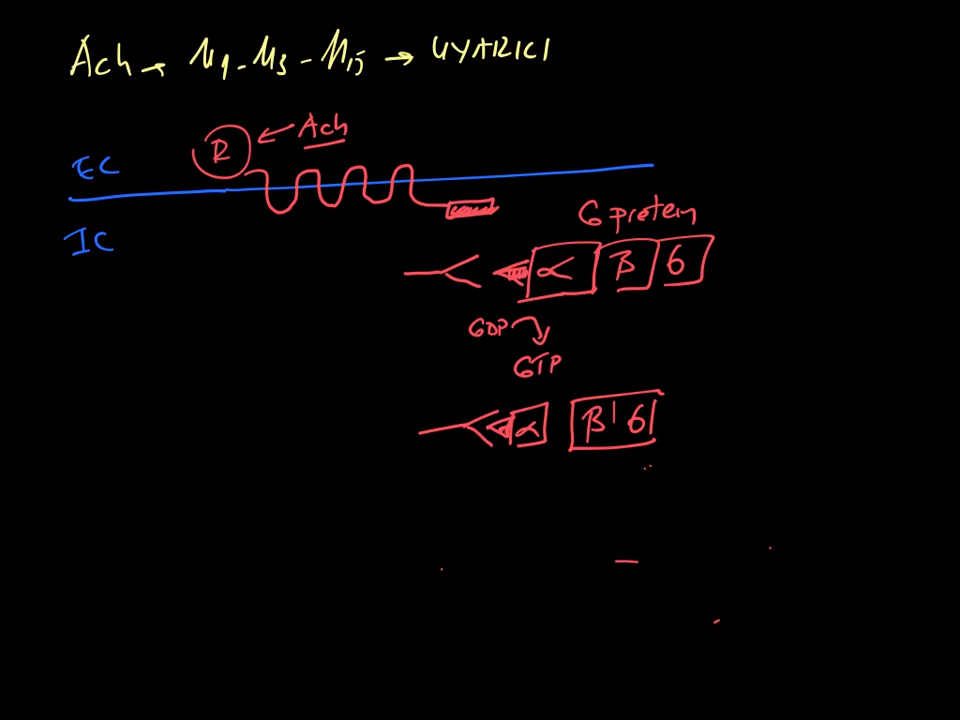 Ach → M1 - M3 - M5 → UYARICI
R ← Ach
EC
IC
G protein
α β G
GDP
GTP
α β G